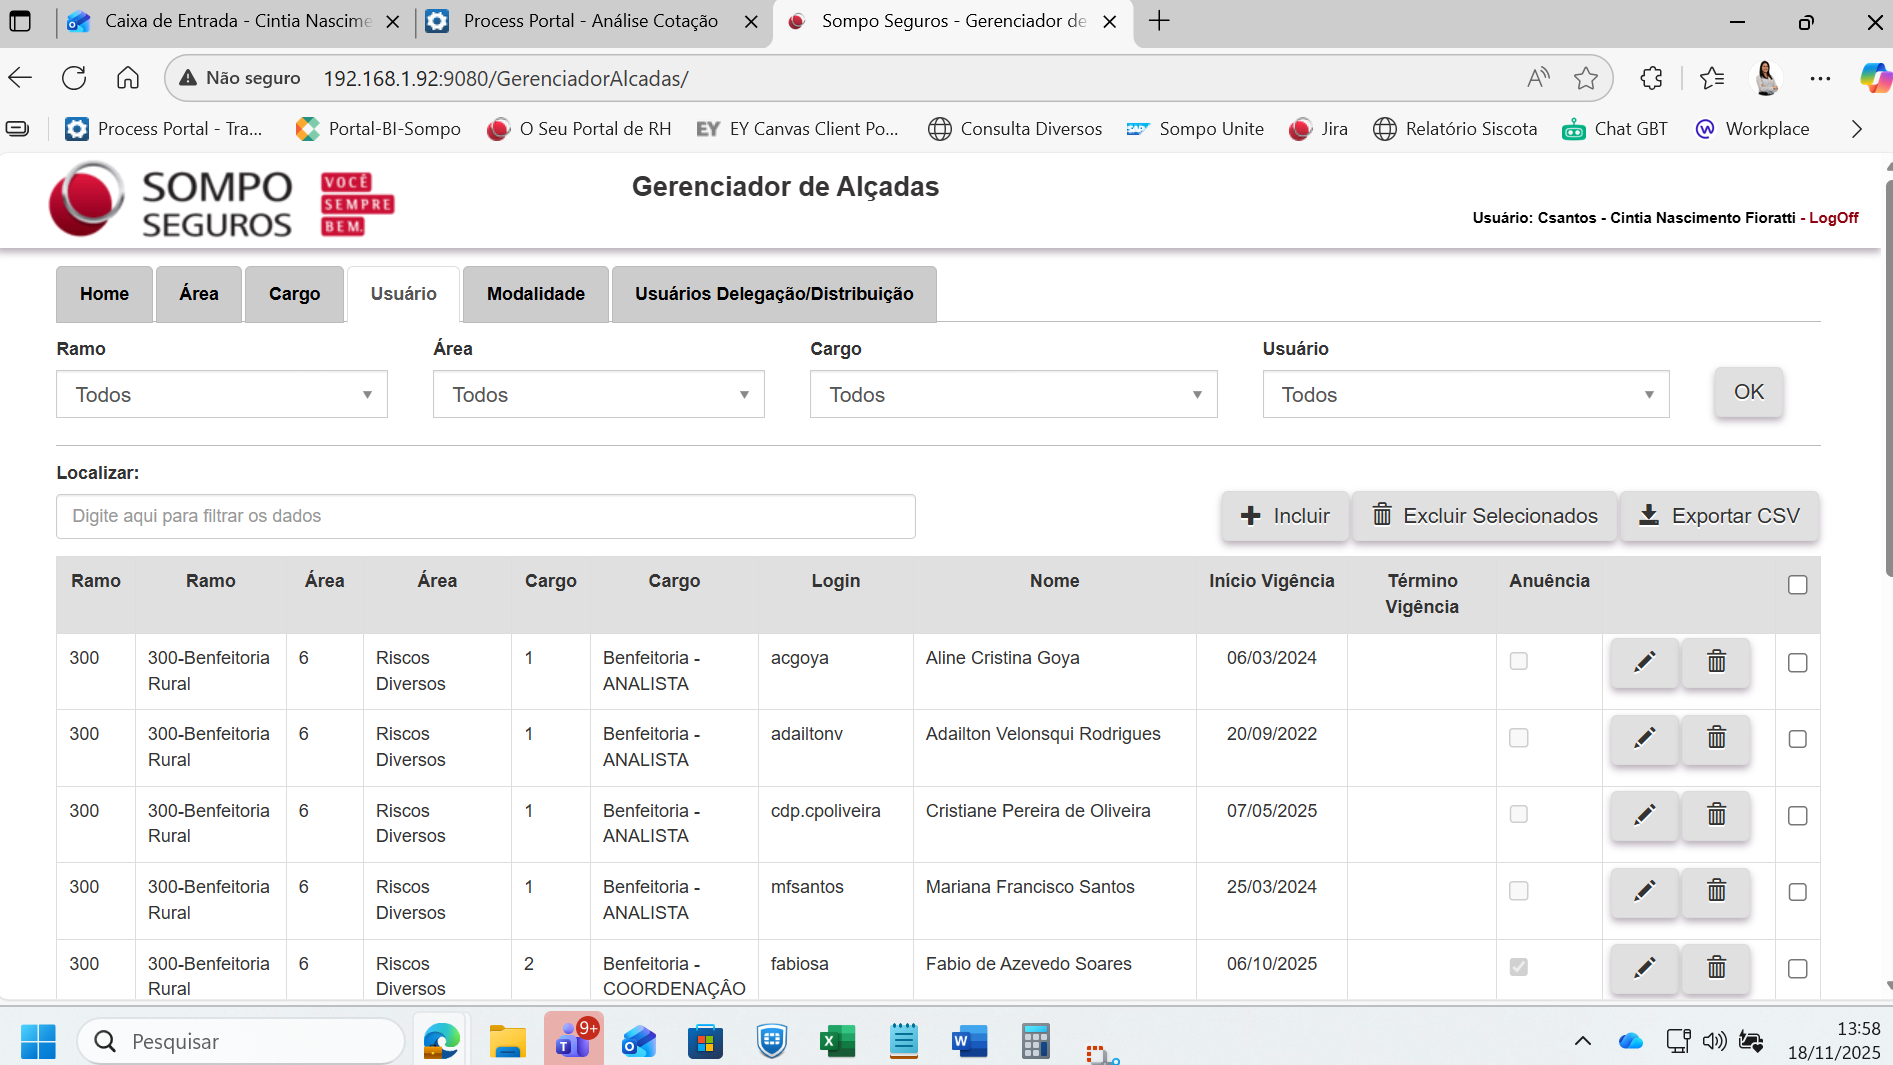 Caixa de Entrada - Cintia Nascime
Process Portal - Análise Cotação
Sompo Seguros - Gerenciador de
Não seguro 192.168.1.92:9080/GerenciadorAlcadas/
Process Portal - Tra...
Portal-BI-Sompo
O Seu Portal de RH
EY EY Canvas Client Po...
Consulta Diversos
SAP Sompo Unite
Jira
Relatório Siscota
Chat GBT
Workplace
SOMPO
SEGUROS
VOCÊ
SEMPRE
BEM.
Gerenciador de Alçadas
Usuário: Csantos - Cintia Nascimento Fioratti - LogOff
Home Área Cargo Usuário Modalidade Usuários Delegação/Distribuição
Ramo Área Cargo Usuário
Todos Todos Todos Todos OK
Localizar:
Digite aqui para filtrar os dados
Incluir Excluir Selecionados Exportar CSV
Ramo Ramo Área Área Cargo Cargo Login Nome Início Vigência Término Anuência
Vigência
300 300-Benfeitoria 6 Riscos 1 Benfeitoria - acgoya Aline Cristina Goya 06/03/2024
Rural Diversos ANALISTA
300 300-Benfeitoria 6 Riscos 1 Benfeitoria - adailtonv Adailton Velonsqui Rodrigues 20/09/2022
Rural Diversos ANALISTA
300 300-Benfeitoria 6 Riscos 1 Benfeitoria - cdp.cpoliveira Cristiane Pereira de Oliveira 07/05/2025
Rural Diversos ANALISTA
300 300-Benfeitoria 6 Riscos 1 Benfeitoria - mfsantos Mariana Francisco Santos 25/03/2024
Rural Diversos ANALISTA
300 300-Benfeitoria 6 Riscos 2 Benfeitoria - fabiosa Fabio de Azevedo Soares 06/10/2025
Rural Diversos COORDENAÇÂO
Pesquisar
9+
13:58
18/11/2025